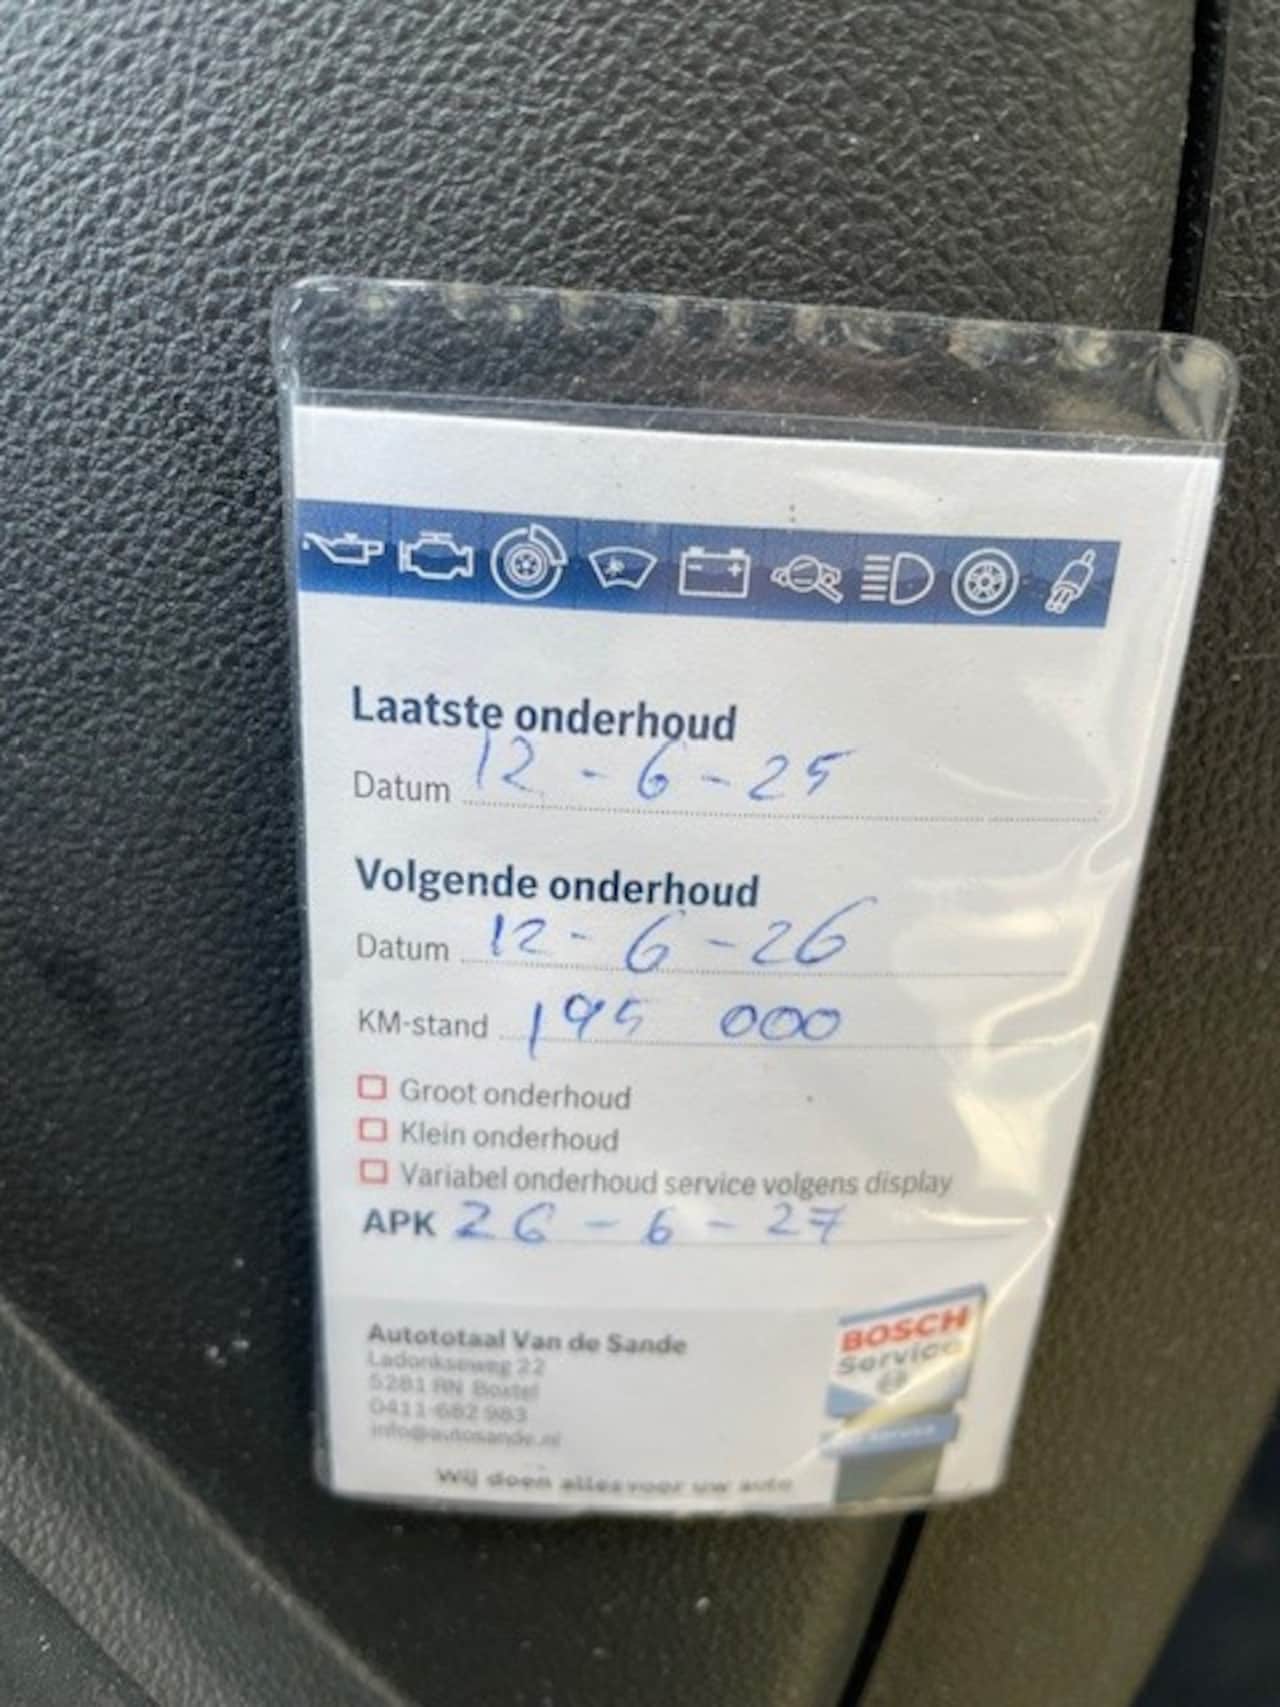 Laatste onderhoud
Datum 12-6-25
Volgende onderhoud
Datum 12-6-26
KM-stand 195 000
Groot onderhoud
Klein onderhoud
Variabel onderhoud service volgens display
APK 26-6-27
Autototaal Van de Sande
Ladonkseweg 22
5281 RN Boxtel
0411-682 983
info@autosande.nl
Wij doen alles voor uw auto
BOSCH
Service